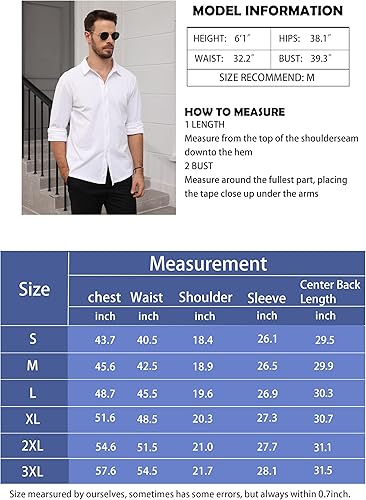 MODEL INFORMATION
HEIGHT: 6'1" HIPS: 38.1"
WAIST: 32.2" BUST: 39.3"
SIZE RECOMMEND: M
HOW TO MEASURE
1 LENGTH
Measure from the top of the shoulderseam
downto the hem
2 BUST
Measure around the fullest part, placing
the tape close up under the arms
Size Measurement
chest Waist Shoulder Sleeve Center Back Length
inch inch inch inch inch
S 43.7 40.5 18.4 26.1 29.5
M 45.6 42.5 18.9 26.5 29.9
L 48.7 45.5 19.6 26.9 30.3
XL 51.6 48.5 20.3 27.3 30.7
2XL 54.6 51.5 21.0 27.7 31.1
3XL 57.6 54.5 21.7 28.1 31.5
Size mearsured by ourselves, sometimes has some errors, but always within 0.7inch.